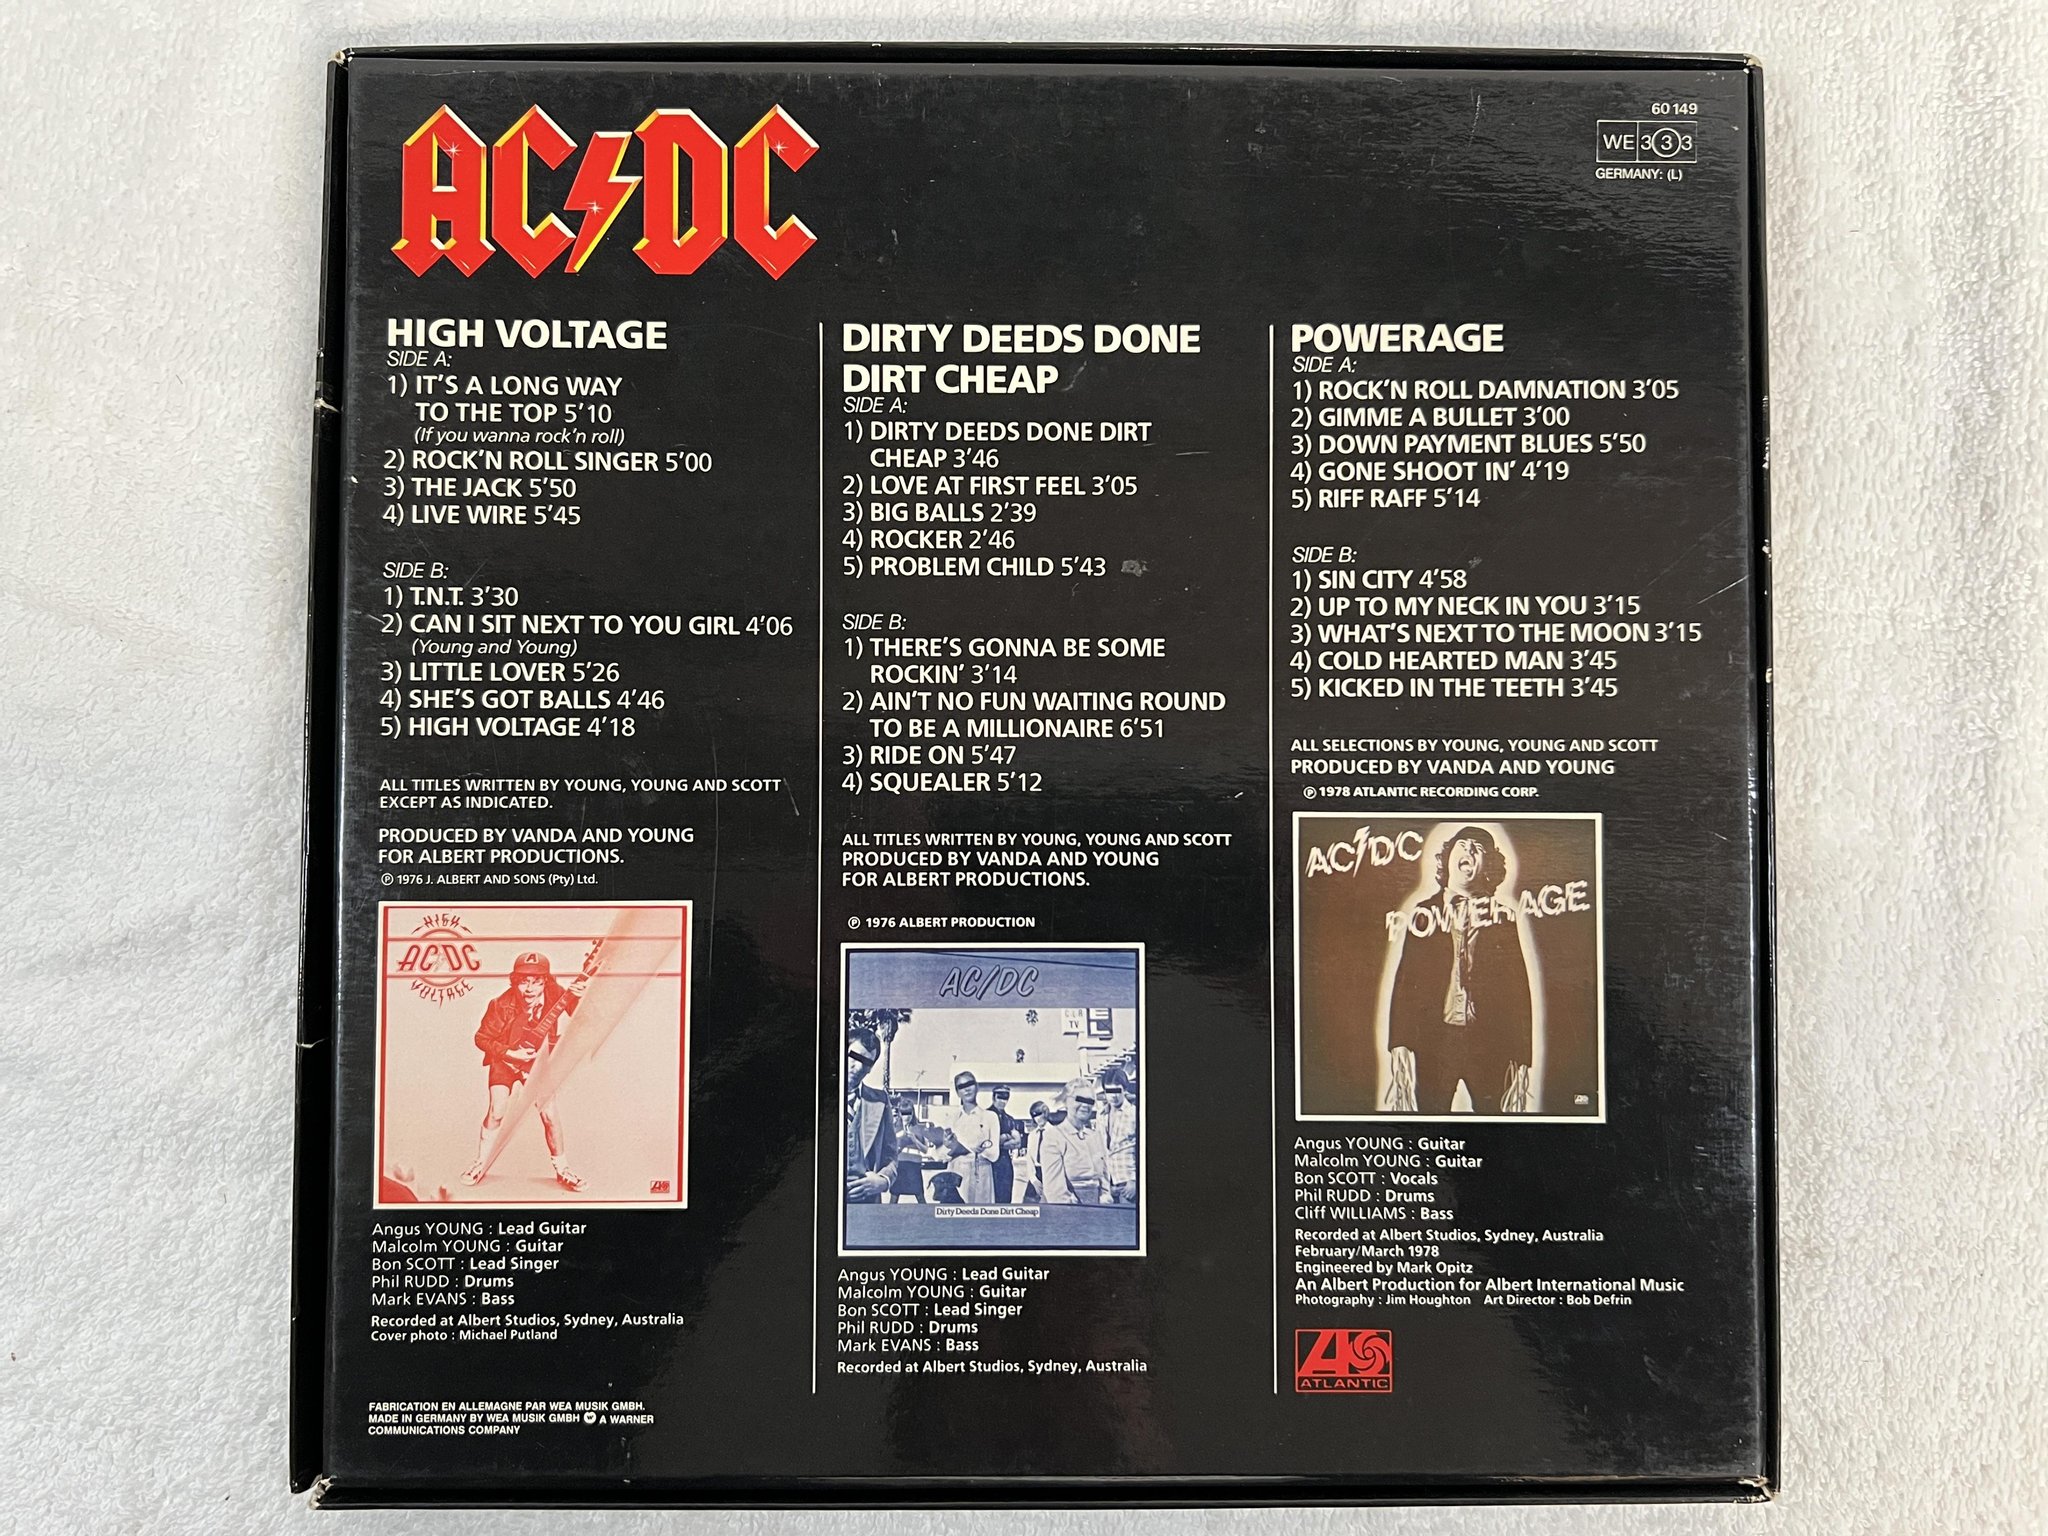 AC/DC
60 149
WE 3 3 3
GERMANY: (L)
HIGH VOLTAGE
SIDE A:
1) IT'S A LONG WAY
TO THE TOP 5'10
(If you wanna rock'n roll)
2) ROCK'N ROLL SINGER 5'00
3) THE JACK 5'50
4) LIVE WIRE 5'45
SIDE B:
1) T.N.T. 3'30
2) CAN I SIT NEXT TO YOU GIRL 4'06
(Young and Young)
3) LITTLE LOVER 5'26
4) SHE'S GOT BALLS 4'46
5) HIGH VOLTAGE 4'18
ALL TITLES WRITTEN BY YOUNG, YOUNG AND SCOTT
EXCEPT AS INDICATED.
PRODUCED BY VANDA AND YOUNG
FOR ALBERT PRODUCTIONS.
℗ 1976 J. ALBERT AND SONS (Pty) Ltd.
HIGH
AC/DC
VOLTAGE
A
Angus YOUNG : Lead Guitar
Malcolm YOUNG : Guitar
Bon SCOTT : Lead Singer
Phil RUDD : Drums
Mark EVANS : Bass
Recorded at Albert Studios, Sydney, Australia
Cover photo : Michael Putland
FABRICATION EN ALLEMAGNE PAR WEA MUSIK GMBH.
MADE IN GERMANY BY WEA MUSIK GMBH A WARNER
COMMUNICATIONS COMPANY
DIRTY DEEDS DONE
DIRT CHEAP
SIDE A:
1) DIRTY DEEDS DONE DIRT
CHEAP 3'46
2) LOVE AT FIRST FEEL 3'05
3) BIG BALLS 2'39
4) ROCKER 2'46
5) PROBLEM CHILD 5'43
SIDE B:
1) THERE'S GONNA BE SOME
ROCKIN' 3'14
2) AIN'T NO FUN WAITING ROUND
TO BE A MILLIONAIRE 6'51
3) RIDE ON 5'47
4) SQUEALER 5'12
ALL TITLES WRITTEN BY YOUNG, YOUNG AND SCOTT
PRODUCED BY VANDA AND YOUNG
FOR ALBERT PRODUCTIONS.
℗ 1976 ALBERT PRODUCTION
AC/DC
TV
EL
Dirty Deeds Done Dirt Cheap
Angus YOUNG : Lead Guitar
Malcolm YOUNG : Guitar
Bon SCOTT : Lead Singer
Phil RUDD : Drums
Mark EVANS : Bass
Recorded at Albert Studios, Sydney, Australia
POWERAGE
SIDE A:
1) ROCK'N ROLL DAMNATION 3'05
2) GIMME A BULLET 3'00
3) DOWN PAYMENT BLUES 5'50
4) GONE SHOOT IN' 4'19
5) RIFF RAFF 5'14
SIDE B:
1) SIN CITY 4'58
2) UP TO MY NECK IN YOU 3'15
3) WHAT'S NEXT TO THE MOON 3'15
4) COLD HEARTED MAN 3'45
5) KICKED IN THE TEETH 3'45
ALL SELECTIONS BY YOUNG, YOUNG AND SCOTT
PRODUCED BY VANDA AND YOUNG
℗ 1978 ATLANTIC RECORDING CORP.
AC/DC
POWERAGE
Angus YOUNG : Guitar
Malcolm YOUNG : Guitar
Bon SCOTT : Vocals
Phil RUDD : Drums
Cliff WILLIAMS : Bass
Recorded at Albert Studios, Sydney, Australia
February/March 1978
Engineered by Mark Opitz
An Albert Production for Albert International Music
Photography : Jim Houghton Art Director : Bob Defrin
ATLANTIC